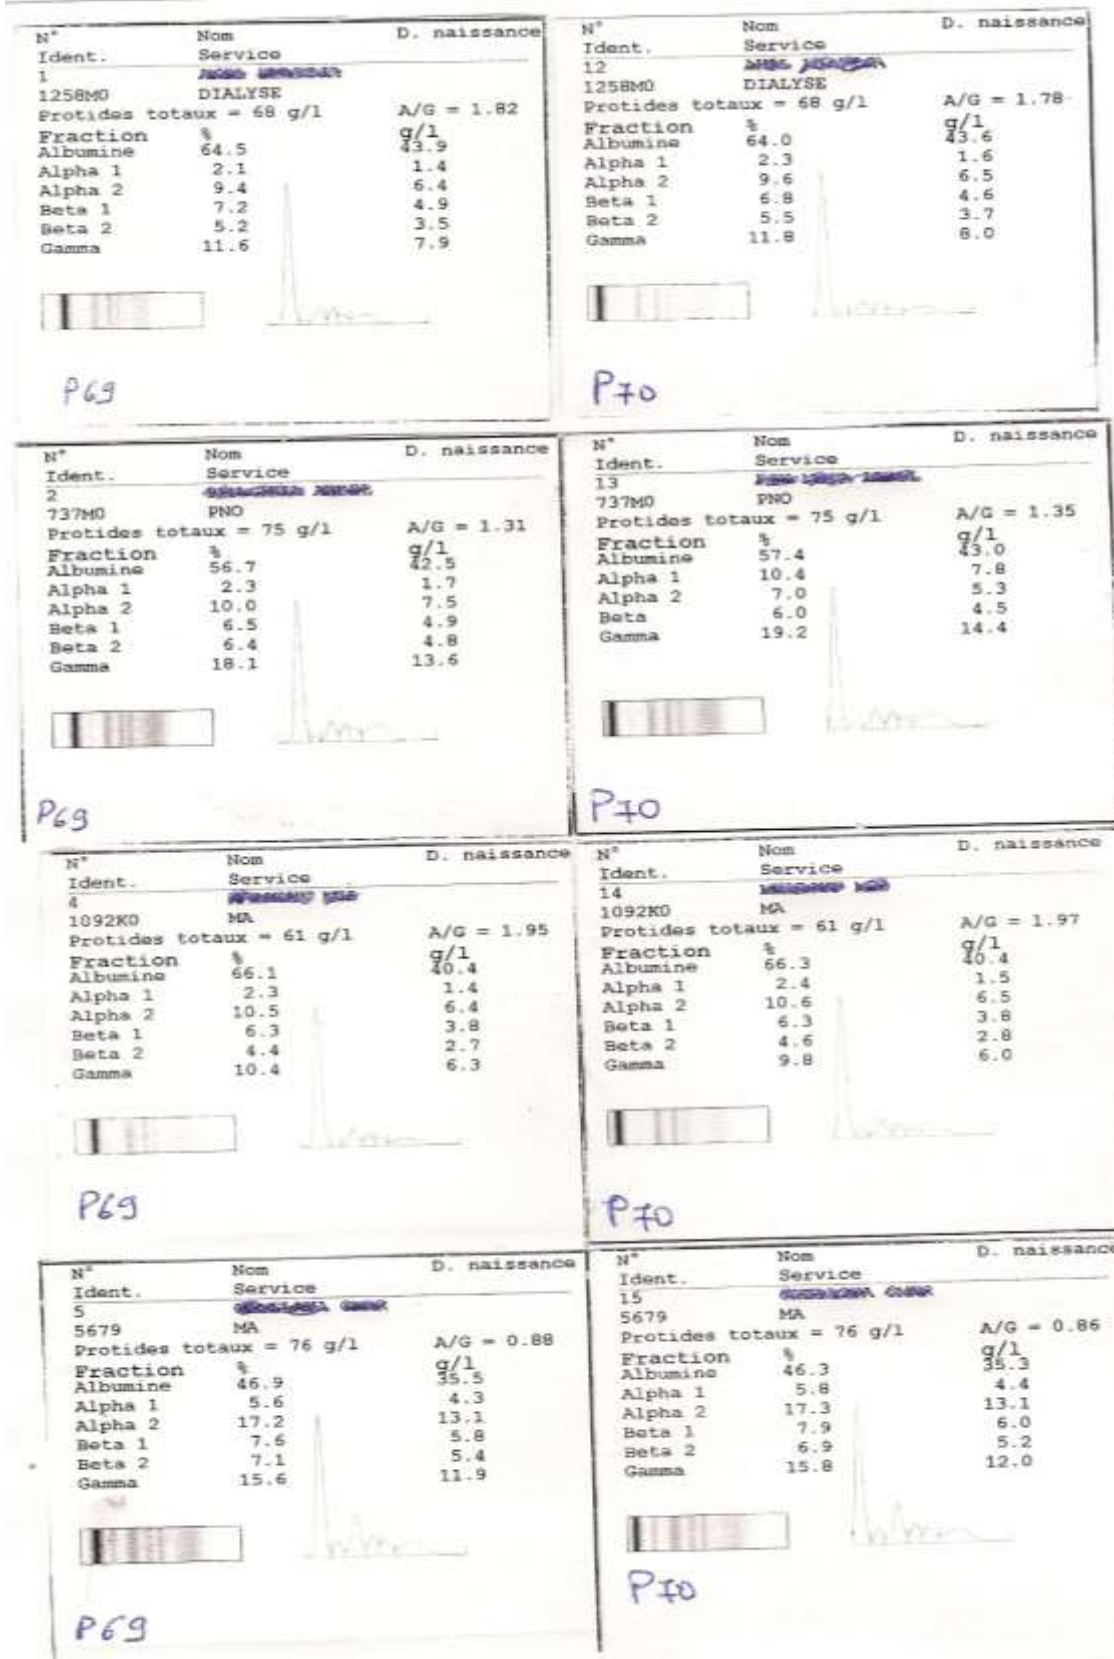 N° Nom D. naissance
Ident. Service
1
1258M0 DIALYSE
Protides totaux = 68 g/l A/G = 1.82
Fraction % g/l
Albumine 64.5 43.9
Alpha 1 2.1 1.4
Alpha 2 9.4 6.4
Beta 1 7.2 4.9
Beta 2 5.2 3.5
Gamma 11.6 7.9
P69
N° Nom D. naissance
Ident. Service
12
1258M0 DIALYSE
Protides totaux = 68 g/l A/G = 1.78
Fraction % g/l
Albumine 64.0 43.6
Alpha 1 2.3 1.6
Alpha 2 9.6 6.5
Beta 1 6.8 4.6
Beta 2 5.5 3.7
Gamma 11.8 8.0
P70
N° Nom D. naissance
Ident. Service
2
737M0 PNO
Protides totaux = 75 g/l A/G = 1.31
Fraction % g/l
Albumine 56.7 42.5
Alpha 1 2.3 1.7
Alpha 2 10.0 7.5
Beta 1 6.5 4.9
Beta 2 6.4 4.8
Gamma 18.1 13.6
P69
N° Nom D. naissance
Ident. Service
13
737M0 PNO
Protides totaux = 75 g/l A/G = 1.35
Fraction % g/l
Albumine 57.4 43.0
Alpha 1 10.4 7.8
Alpha 2 7.0 5.3
Beta 6.0 4.5
Gamma 19.2 14.4
P70
N° Nom D. naissance
Ident. Service
4
1092K0 MA
Protides totaux = 61 g/l A/G = 1.95
Fraction % g/l
Albumine 66.1 40.4
Alpha 1 2.3 1.4
Alpha 2 10.5 6.4
Beta 1 6.3 3.8
Beta 2 4.4 2.7
Gamma 10.4 6.3
P69
N° Nom D. naissance
Ident. Service
14
1092K0 MA
Protides totaux = 61 g/l A/G = 1.97
Fraction % g/l
Albumine 66.3 40.4
Alpha 1 2.4 1.5
Alpha 2 10.6 6.5
Beta 1 6.3 3.8
Beta 2 4.6 2.8
Gamma 9.8 6.0
P70
N° Nom D. naissance
Ident. Service
5
5679 MA
Protides totaux = 76 g/l A/G = 0.88
Fraction % g/l
Albumine 46.9 35.5
Alpha 1 5.6 4.3
Alpha 2 17.2 13.1
Beta 1 7.6 5.8
Beta 2 7.1 5.4
Gamma 15.6 11.9
P69
N° Nom D. naissance
Ident. Service
15
5679 MA
Protides totaux = 76 g/l A/G = 0.86
Fraction % g/l
Albumine 46.3 35.3
Alpha 1 5.8 4.4
Alpha 2 17.3 13.1
Beta 1 7.9 6.0
Beta 2 6.9 5.2
Gamma 15.8 12.0
P70